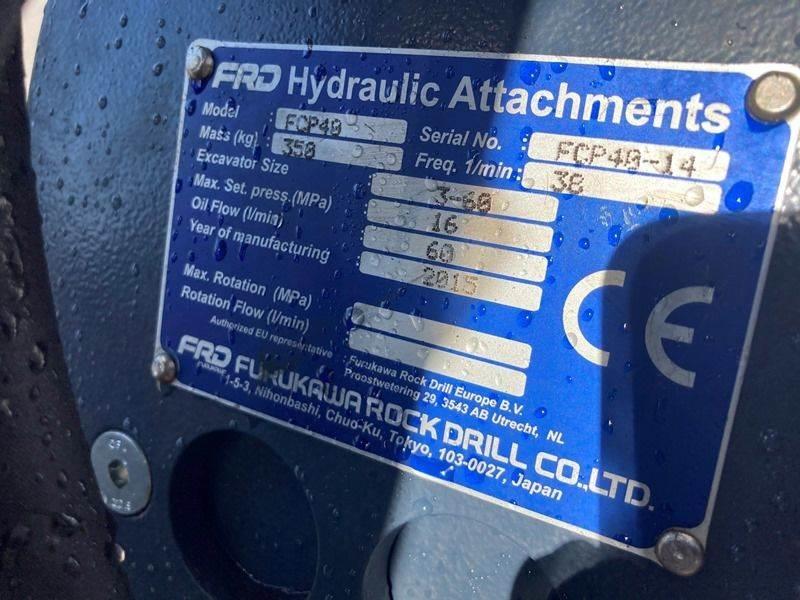 FRD Hydraulic Attachments
Model FCP40 Serial No. : FCP40-14
Mass (kg) 350 Freq. 1/min : 38
Excavator Size 3-60
Max. Set. press.(MPa) 16
Oil Flow (l/min) 60
Year of manufacturing 2015
Max. Rotation (MPa)
Rotation Flow (l/min)
Authorized EU representative : Furukawa Rock Drill Europe B.V.
Proostwetering 29, 3543 AB Utrecht, NL
CE
FRD FURUKAWA ROCK DRILL CO.,LTD.
FURUKAWA
1-5-3, Nihonbashi, Chuo-Ku, Tokyo, 103-0027, Japan